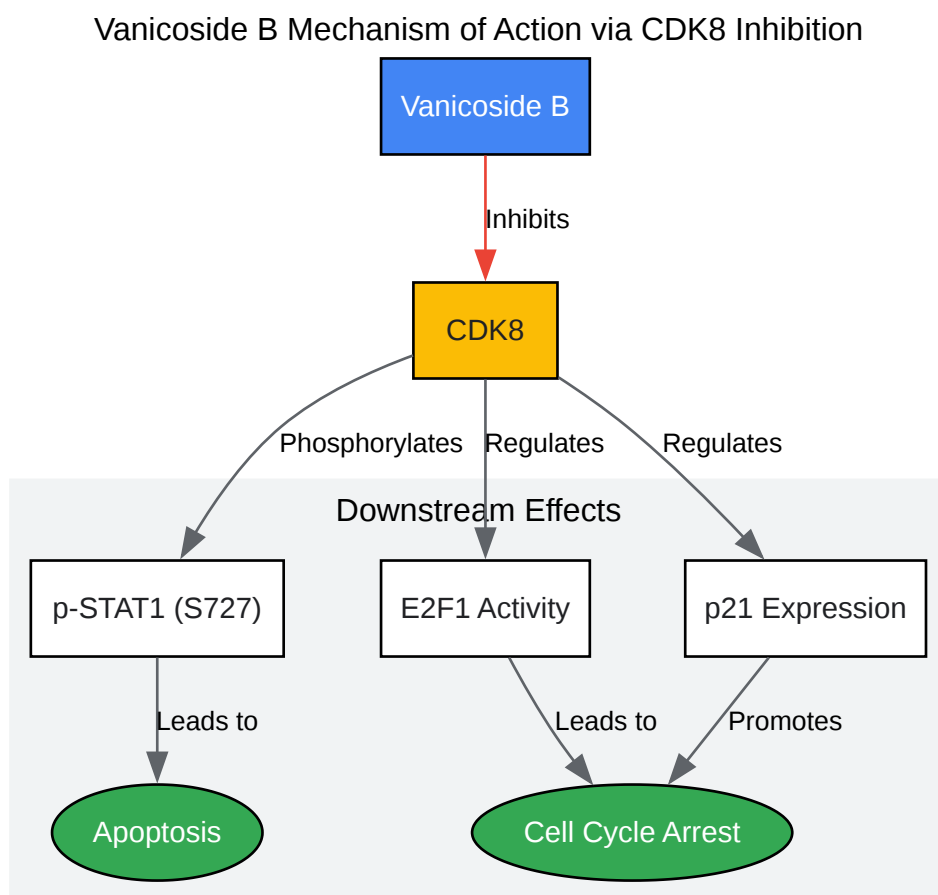 Vanicoside B Mechanism of Action via CDK8 Inhibition
Vanicoside B
Inhibits
CDK8
Phosphorylates
Regulates
Regulates
Downstream Effects
p-STAT1 (S727)
E2F1 Activity
p21 Expression
Leads to
Leads to
Promotes
Apoptosis
Cell Cycle Arrest